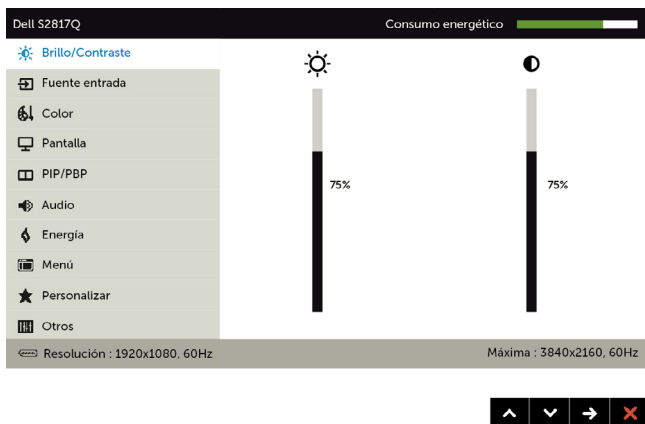 Dell S2817Q
Consumo energético
Brillo/Contraste
Fuente entrada
Color
Pantalla
PIP/PBP
Audio
Energía
Menú
Personalizar
Otros
75%
75%
Resolución : 1920x1080, 60Hz
Máxima : 3840x2160, 60Hz